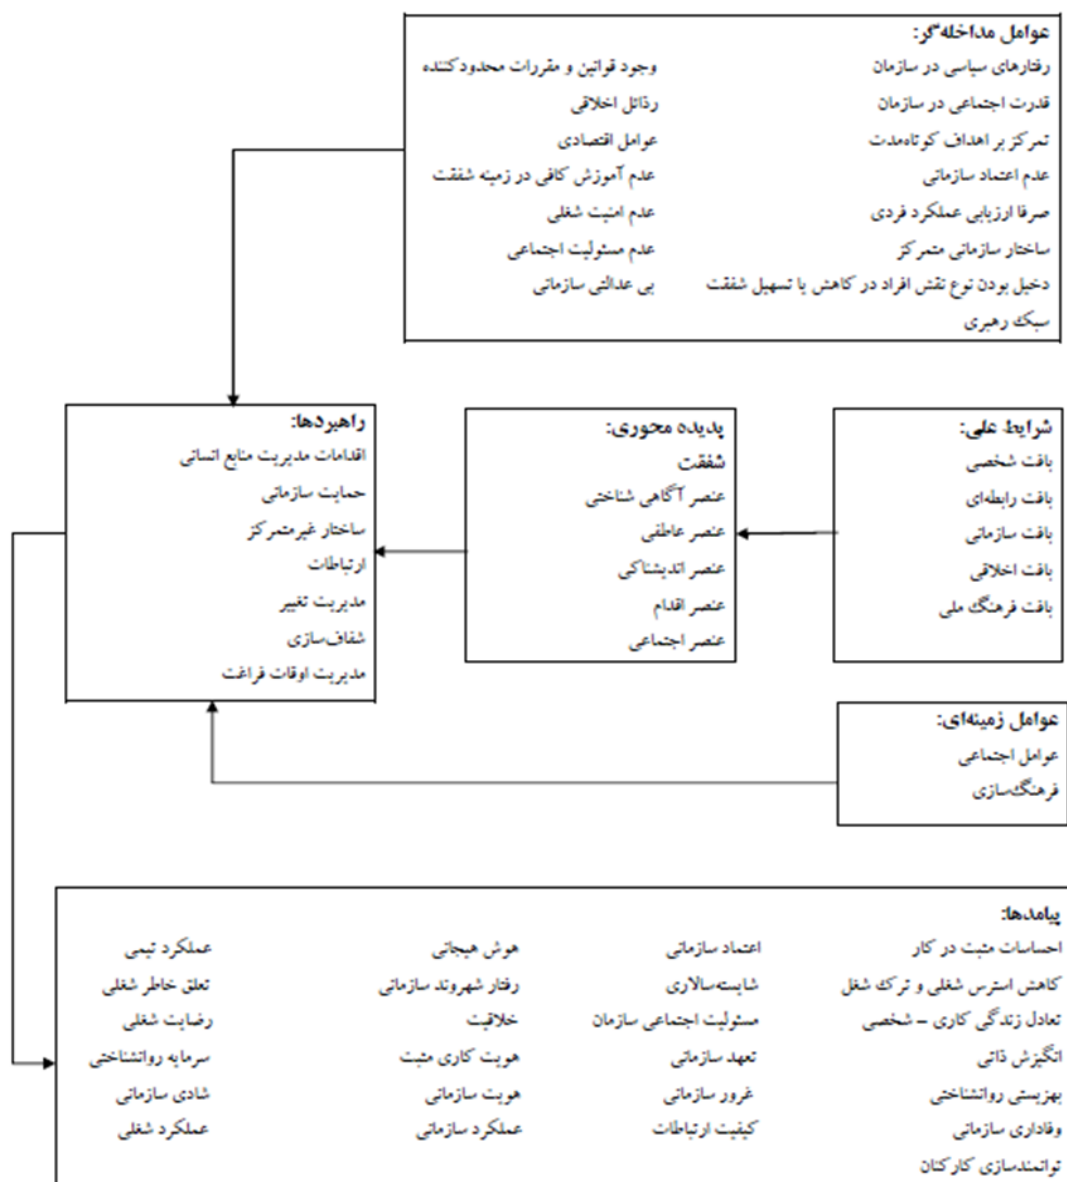 عوامل مداخله‌گر:
رفتارهای سیاسی در سازمان	وجود قوانین و مقررات محدودکننده
قدرت اجتماعی در سازمان	رذائل اخلاقی
تمرکز بر اهداف کوتاه‌مدت	عوامل اقتصادی
عدم اعتماد سازمانی	عدم آموزش کافی در زمینه شفقت
صرفا ارزیابی عملکرد فردی	عدم امنیت شغلی
ساختار سازمانی متمرکز	عدم مسئولیت اجتماعی
دخیل بودن نوع نقش افراد در کاهش یا تسهیل شفقت	بی عدالتی سازمانی
سبک رهبری
شرایط علی:
بافت شخصی
بافت رابطه‌ای
بافت سازمانی
بافت اخلاقی
بافت فرهنگ ملی
پدیده محوری:
شفقت
عنصر آگاهی شناختی
عنصر عاطفی
عنصر اندیشناکی
عنصر اقدام
عنصر اجتماعی
راهبردها:
اقدامات مدیریت منابع انسانی
حمایت سازمانی
ساختار غیرمتمرکز
ارتباطات
مدیریت تغییر
شفاف‌سازی
مدیریت اوقات فراغت
عوامل زمینه‌ای:
عوامل اجتماعی
فرهنگ‌سازی
پیامدها:
احساسات مثبت در کار	اعتماد سازمانی	هوش هیجانی	عملکرد تیمی
کاهش استرس شغلی و ترک شغل	شایسته‌سالاری	رفتار شهروند سازمانی	تعلق خاطر شغلی
تعادل زندگی کاری – شخصی	مسئولیت اجتماعی سازمان	خلاقیت	رضایت شغلی
انگیزش ذاتی	تعهد سازمانی	هویت کاری مثبت	سرمایه روانشناختی
بهزیستی روانشناختی	غرور سازمانی	هویت سازمانی	شادی سازمانی
وفاداری سازمانی	کیفیت ارتباطات	عملکرد سازمانی	عملکرد شغلی
توانمندسازی کارکنان